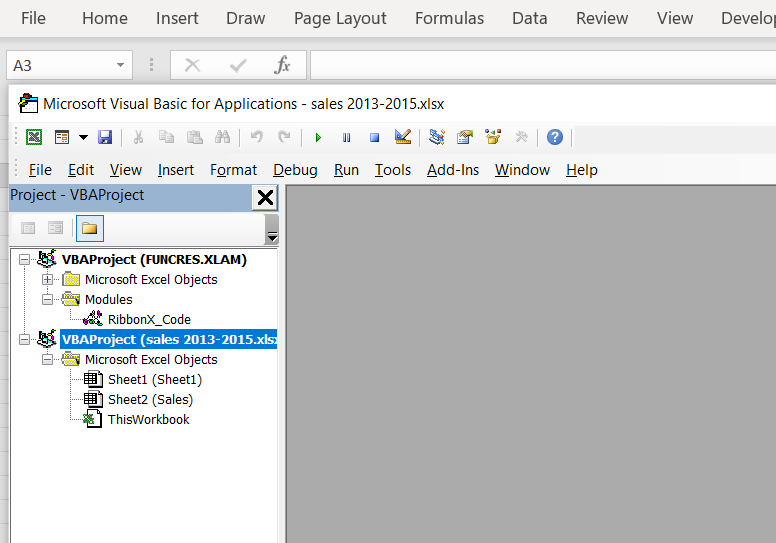 File Home Insert Draw Page Layout Formulas Data Review View Develop
A3 fx
Microsoft Visual Basic for Applications - sales 2013-2015.xlsx
File Edit View Insert Format Debug Run Tools Add-Ins Window Help
Project - VBAProject
VBAProject (FUNCRES.XLAM)
Microsoft Excel Objects
Modules
RibbonX_Code
VBAProject (sales 2013-2015.xlsx
Microsoft Excel Objects
Sheet1 (Sheet1)
Sheet2 (Sales)
ThisWorkbook